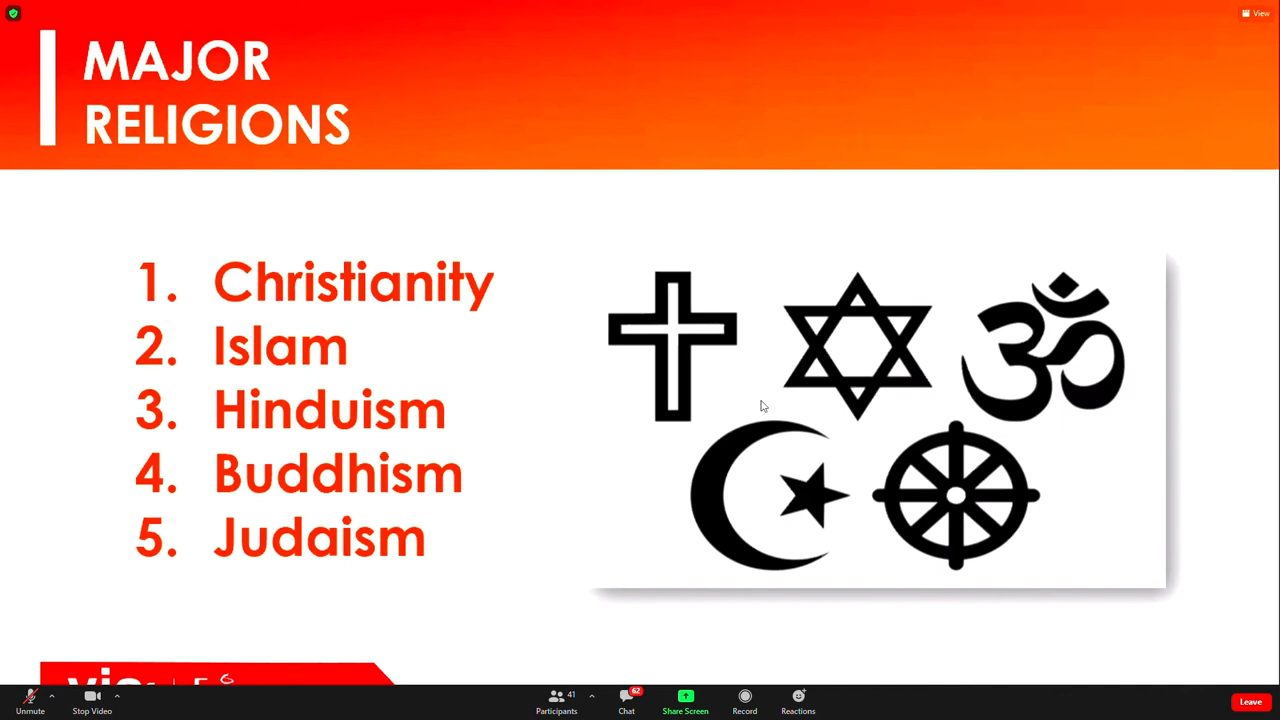 View
MAJOR
RELIGIONS
1. Christianity
2. Islam
3. Hinduism
4. Buddhism
5. Judaism
ॐ
Unmute
Stop Video
41
Participants
62
Chat
Share Screen
Record
Reactions
Leave